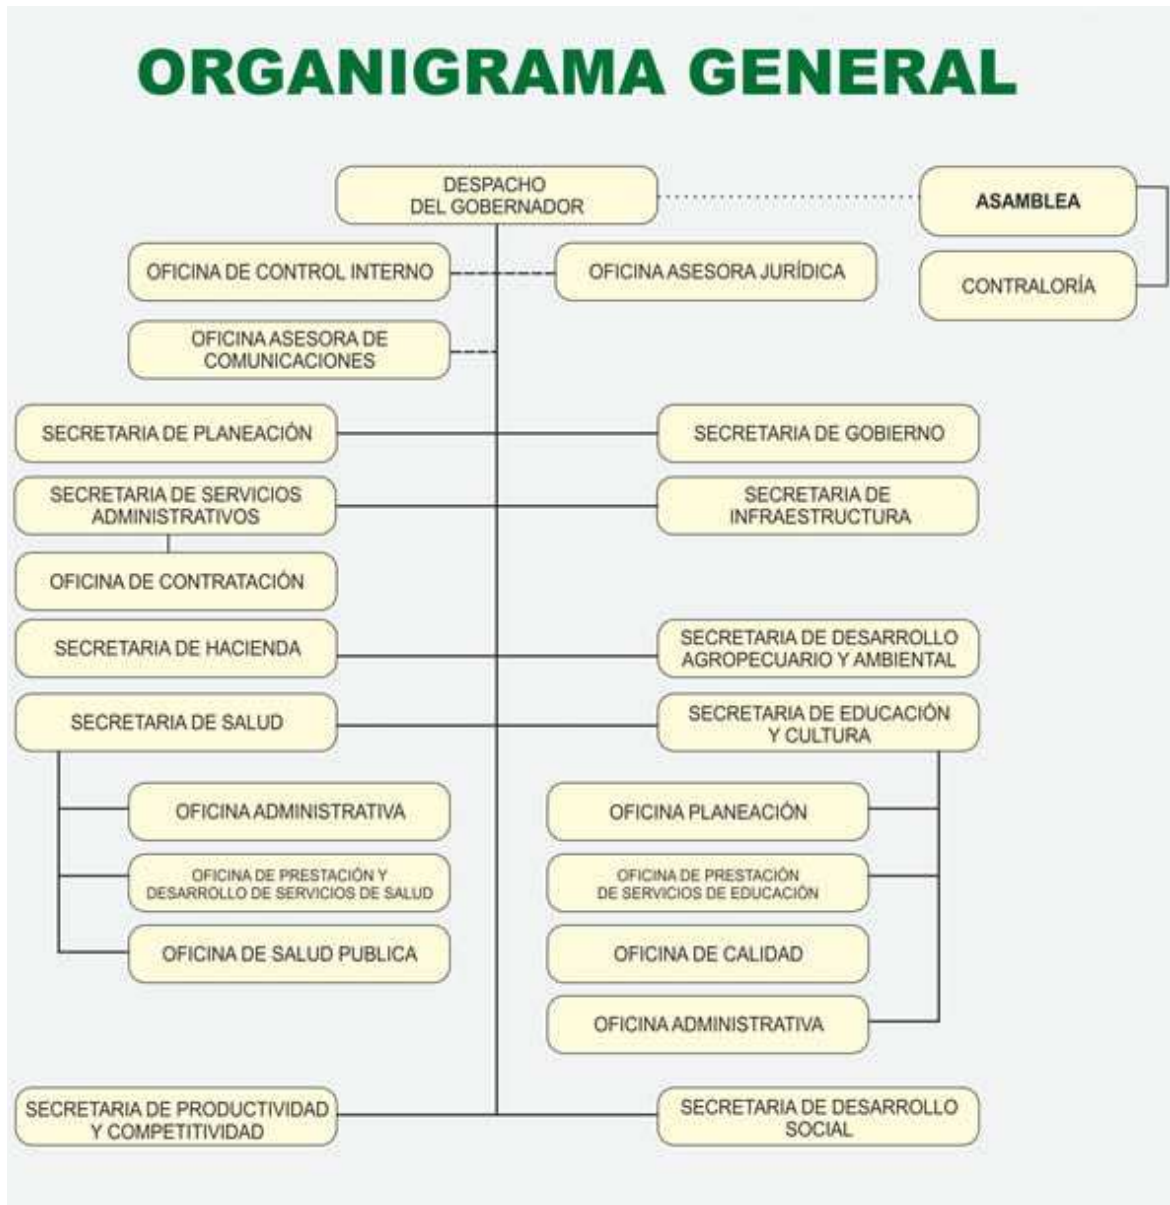 ORGANIGRAMA GENERAL
DESPACHO
DEL GOBERNADOR
ASAMBLEA
OFICINA DE CONTROL INTERNO
OFICINA ASESORA JURÍDICA
CONTRALORÍA
OFICINA ASESORA DE
COMUNICACIONES
SECRETARIA DE PLANEACIÓN
SECRETARIA DE GOBIERNO
SECRETARIA DE SERVICIOS
ADMINISTRATIVOS
SECRETARIA DE
INFRAESTRUCTURA
OFICINA DE CONTRATACIÓN
SECRETARIA DE HACIENDA
SECRETARIA DE DESARROLLO
AGROPECUARIO Y AMBIENTAL
SECRETARIA DE SALUD
SECRETARIA DE EDUCACIÓN
Y CULTURA
OFICINA ADMINISTRATIVA
OFICINA PLANEACIÓN
OFICINA DE PRESTACIÓN Y
DESARROLLO DE SERVICIOS DE SALUD
OFICINA DE PRESTACIÓN
DE SERVICIOS DE EDUCACIÓN
OFICINA DE SALUD PUBLICA
OFICINA DE CALIDAD
OFICINA ADMINISTRATIVA
SECRETARIA DE PRODUCTIVIDAD
Y COMPETITIVIDAD
SECRETARIA DE DESARROLLO
SOCIAL